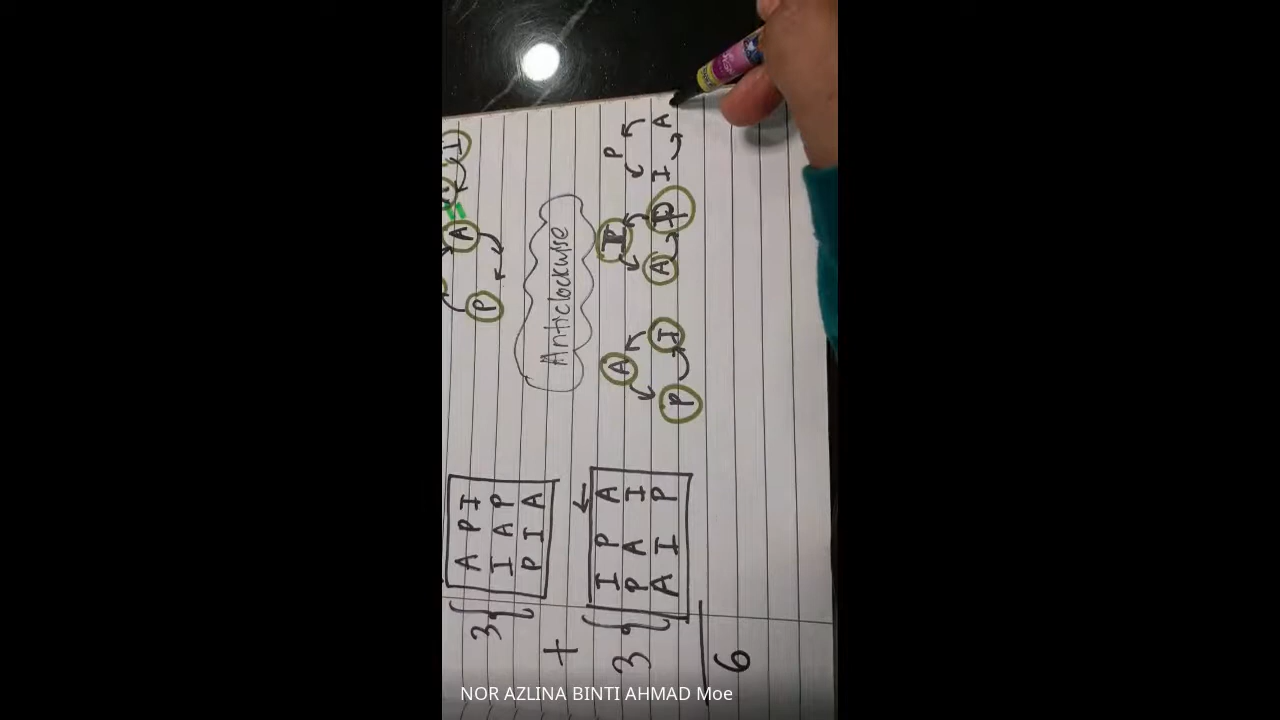 A P I
3 I A P
P I A
+
I P A
3 P A I
A I P
6
A I
P
Anticlockwise
A I P
P I A P I A
NOR AZLINA BINTI AHMAD Moe